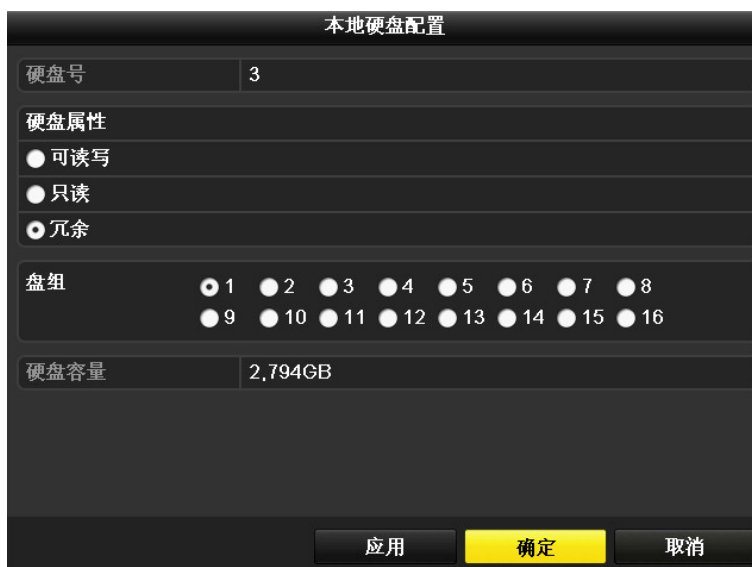 本地硬盘配置
硬盘号 3
硬盘属性
可读写
只读
冗余
盘组 1 2 3 4 5 6 7 8
9 10 11 12 13 14 15 16
硬盘容量 2,794GB
应用 确定 取消